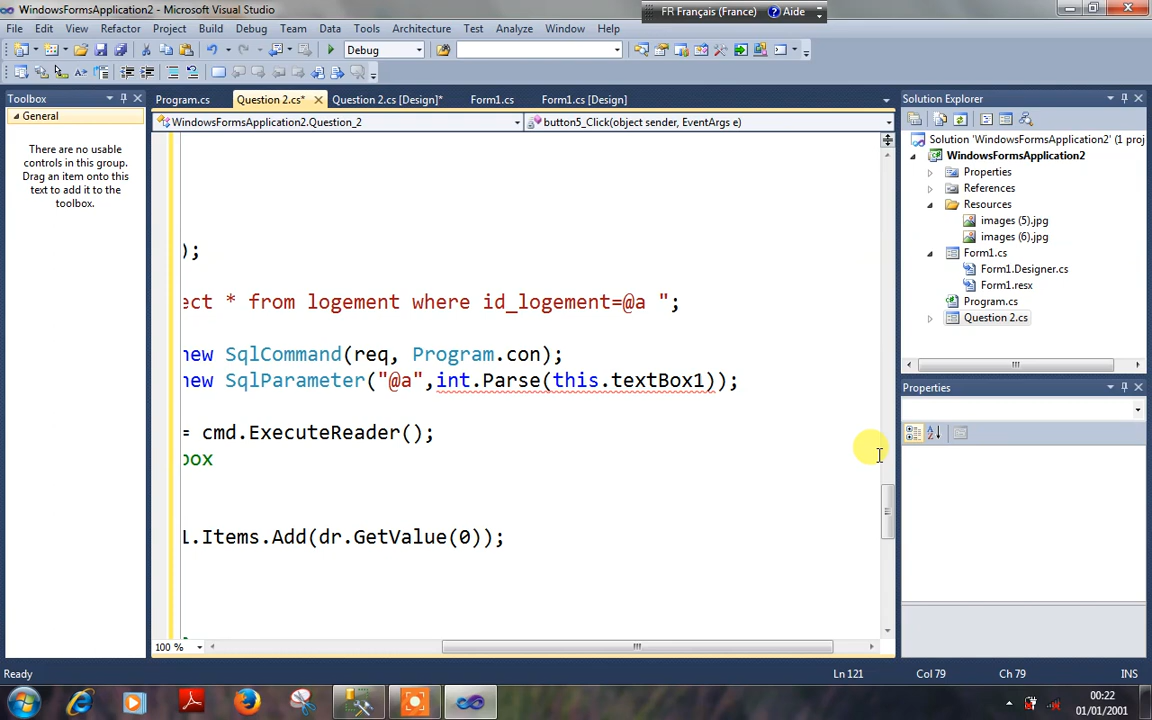 WindowsFormsApplication2 - Microsoft Visual Studio
FR Français (France)
Aide
File Edit View Refactor Project Build Debug Team Data Tools Architecture Test Analyze Window Help
Debug
Toolbox
Program.cs
Question 2.cs*
Question 2.cs [Design]*
Form1.cs
Form1.cs [Design]
Solution Explorer
General
WindowsFormsApplication2.Question_2
button5_Click(object sender, EventArgs e)
There are no usable
controls in this group.
Drag an item onto this
text to add it to the
toolbox.
Solution 'WindowsFormsApplication2' (1 proj
WindowsFormsApplication2
Properties
References
Resources
images (5).jpg
images (6).jpg
Form1.cs
Form1.Designer.cs
Form1.resx
Program.cs
Question 2.cs
);
ect * from logement where id_logement=@a ";
new SqlCommand(req, Program.con);
new SqlParameter("@a",int.Parse(this.textBox1));
= cmd.ExecuteReader();
box
1.Items.Add(dr.GetValue(0));
Properties
100 %
Ready
Ln 121
Col 79
Ch 79
INS
00:22
01/01/2001